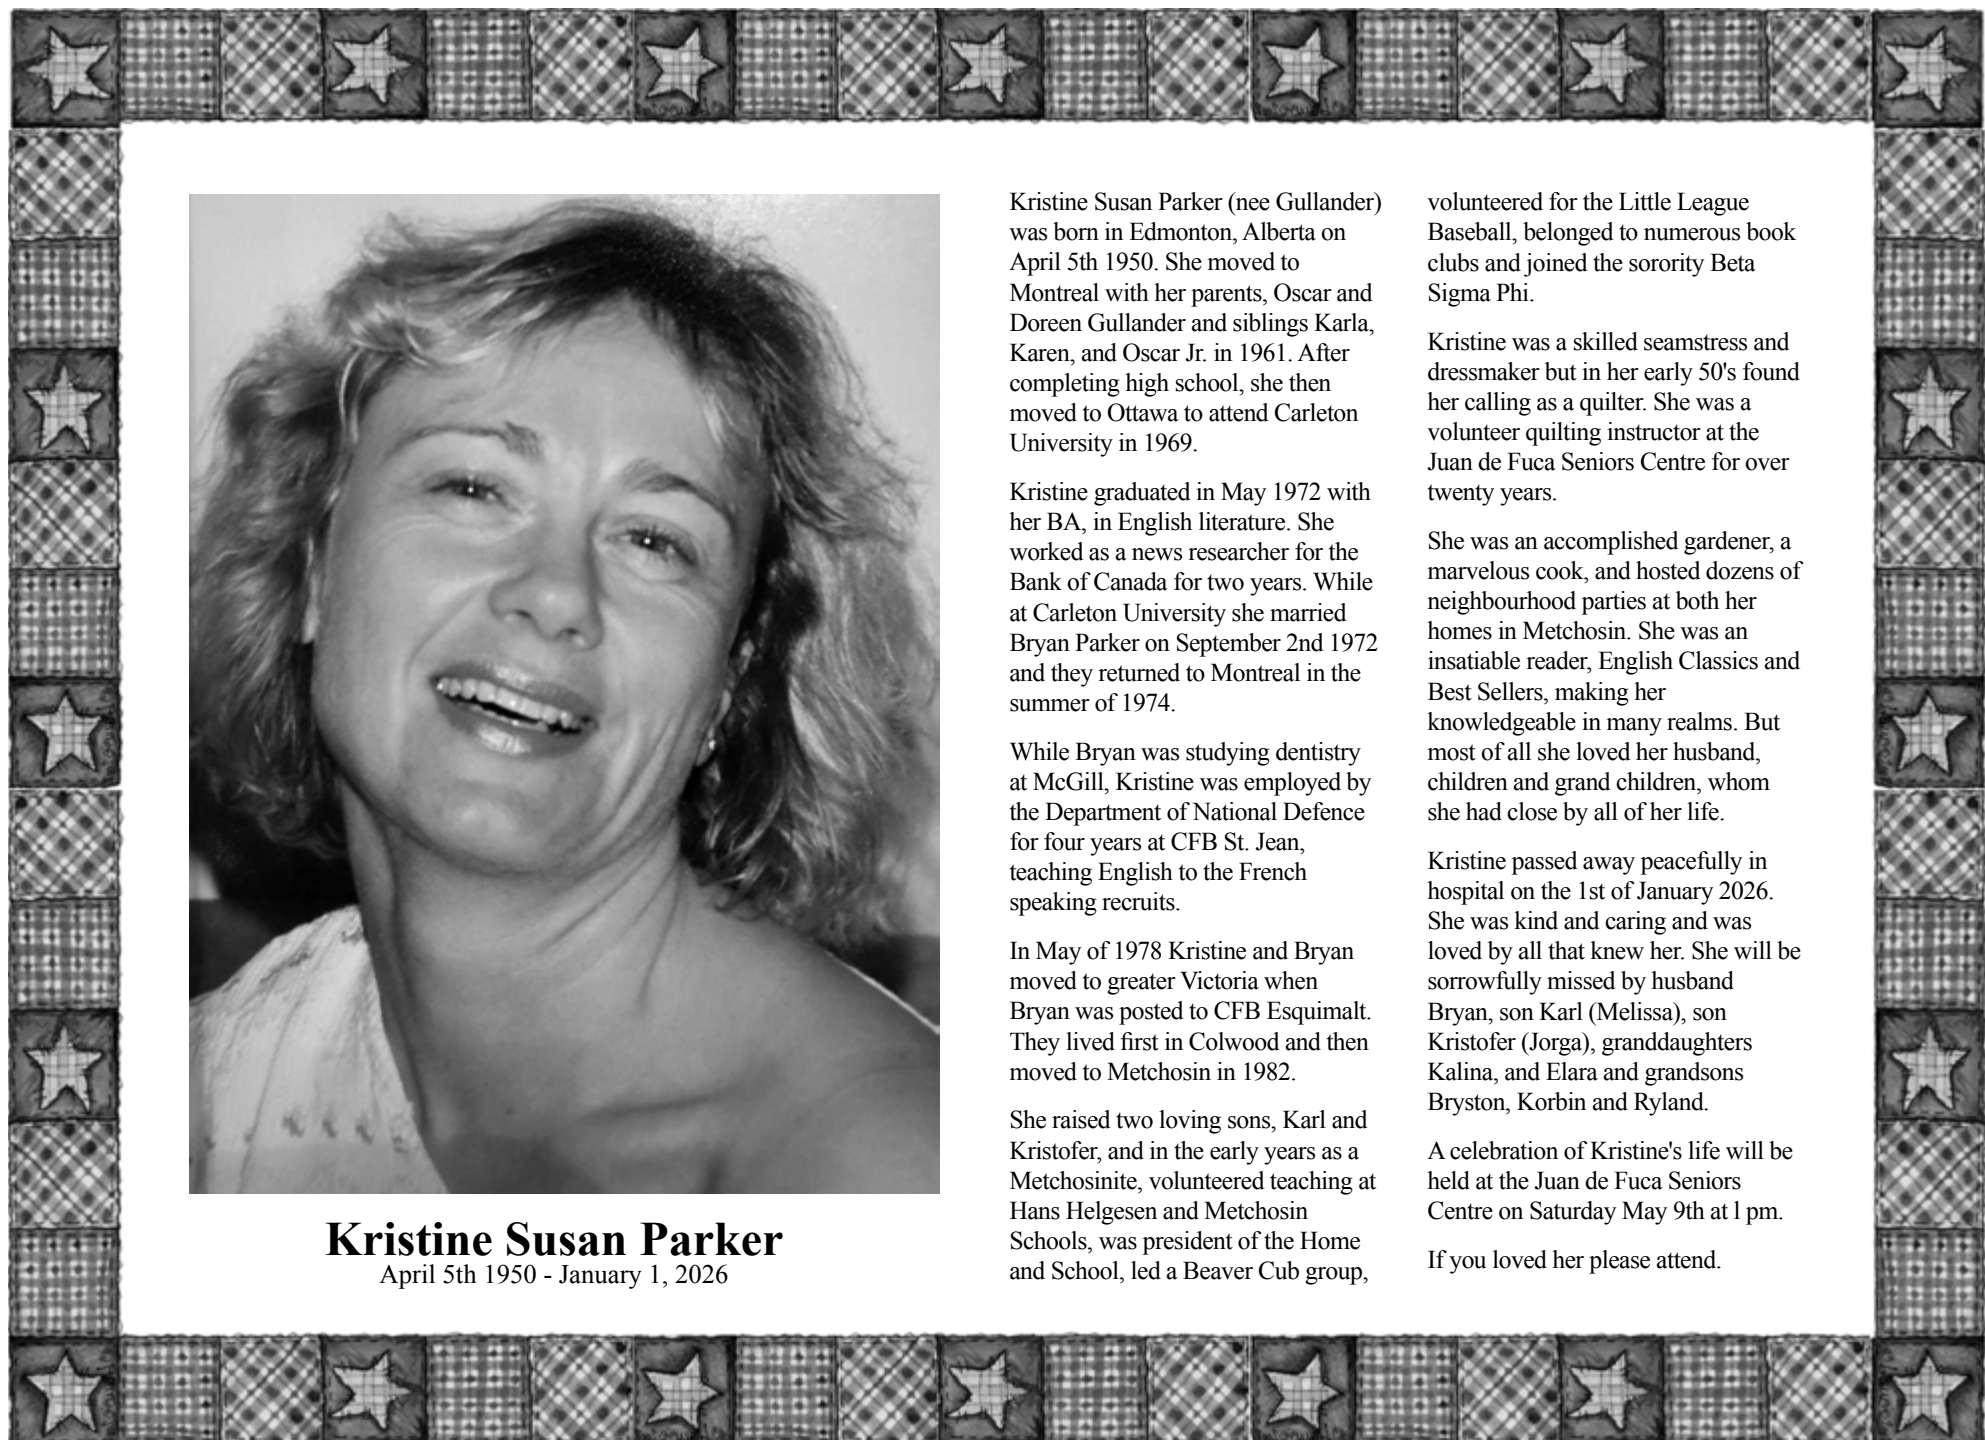 Kristine Susan Parker
April 5th 1950 - January 1, 2026
Kristine Susan Parker (nee Gullander)
was born in Edmonton, Alberta on
April 5th 1950. She moved to
Montreal with her parents, Oscar and
Doreen Gullander and siblings Karla,
Karen, and Oscar Jr. in 1961. After
completing high school, she then
moved to Ottawa to attend Carleton
University in 1969.
Kristine graduated in May 1972 with
her BA, in English literature. She
worked as a news researcher for the
Bank of Canada for two years. While
at Carleton University she married
Bryan Parker on September 2nd 1972
and they returned to Montreal in the
summer of 1974.
While Bryan was studying dentistry
at McGill, Kristine was employed by
the Department of National Defence
for four years at CFB St. Jean,
teaching English to the French
speaking recruits.
In May of 1978 Kristine and Bryan
moved to greater Victoria when
Bryan was posted to CFB Esquimalt.
They lived first in Colwood and then
moved to Metchosin in 1982.
She raised two loving sons, Karl and
Kristofer, and in the early years as a
Metchosinite, volunteered teaching at
Hans Helgesen and Metchosin
Schools, was president of the Home
and School, led a Beaver Cub group,
volunteered for the Little League
Baseball, belonged to numerous book
clubs and joined the sorority Beta
Sigma Phi.
Kristine was a skilled seamstress and
dressmaker but in her early 50's found
her calling as a quilter. She was a
volunteer quilting instructor at the
Juan de Fuca Seniors Centre for over
twenty years.
She was an accomplished gardener, a
marvelous cook, and hosted dozens of
neighbourhood parties at both her
homes in Metchosin. She was an
insatiable reader, English Classics and
Best Sellers, making her
knowledgeable in many realms. But
most of all she loved her husband,
children and grand children, whom
she had close by all of her life.
Kristine passed away peacefully in
hospital on the 1st of January 2026.
She was kind and caring and was
loved by all that knew her. She will be
sorrowfully missed by husband
Bryan, son Karl (Melissa), son
Kristofer (Jorga), granddaughters
Kalina, and Elara and grandsons
Bryston, Korbin and Ryland.
A celebration of Kristine's life will be
held at the Juan de Fuca Seniors
Centre on Saturday May 9th at l pm.
If you loved her please attend.